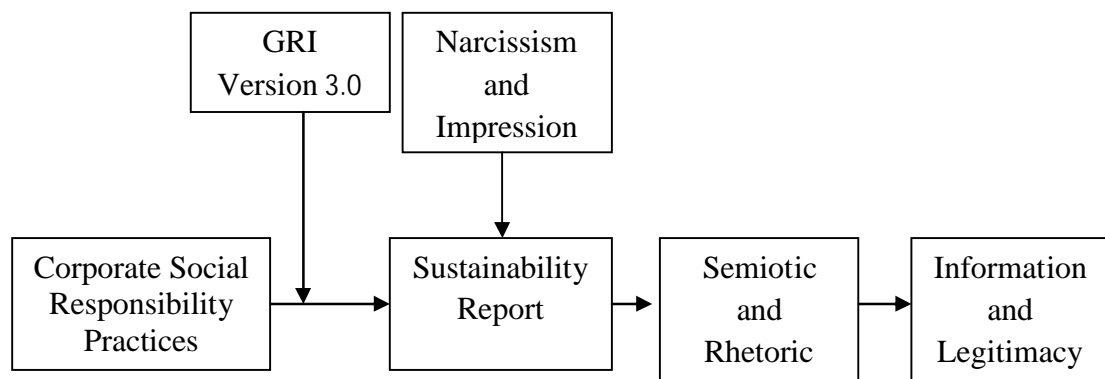 GRI
Version 3.0
Narcissism
and
Impression
Corporate Social
Responsibility
Practices
Sustainability
Report
Semiotic
and
Rhetoric
Information
and
Legitimacy